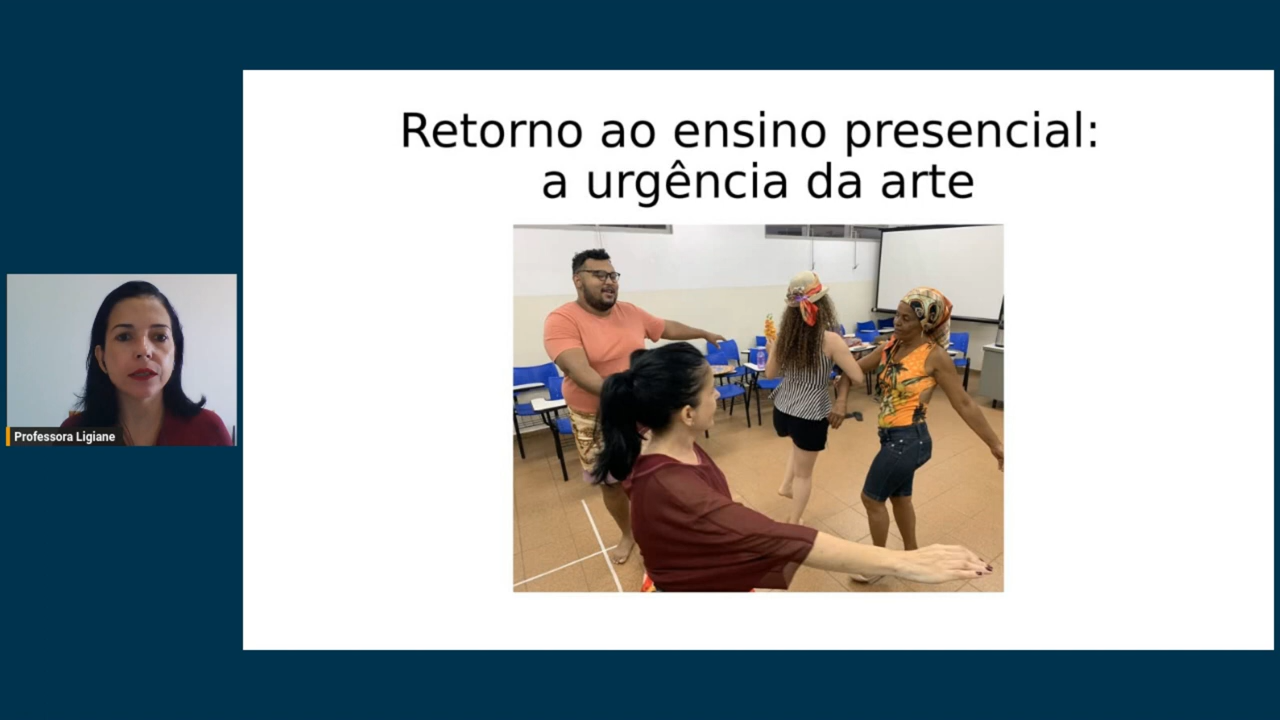 Retorno ao ensino presencial:
a urgência da arte
Professora Ligiane